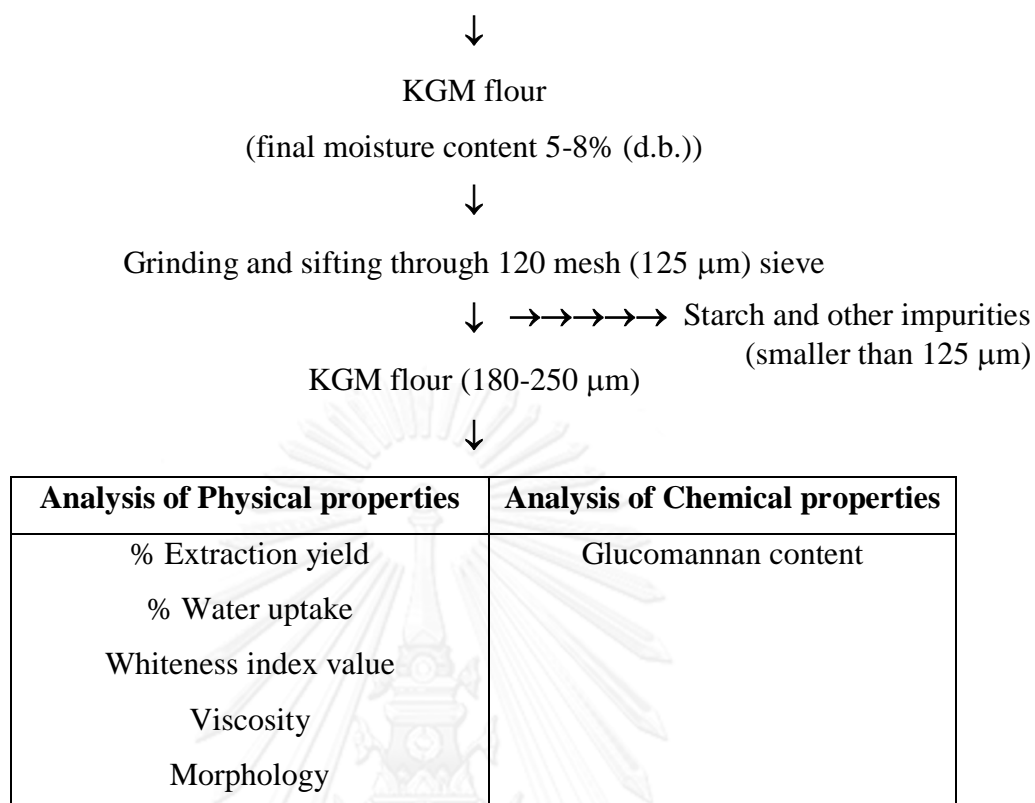 ↓
KGM flour
(final moisture content 5-8% (d.b.))
↓
Grinding and sifting through 120 mesh (125 μm) sieve
↓ →→→→→ Starch and other impurities
(smaller than 125 μm)
KGM flour (180-250 μm)
↓
Analysis of Physical properties Analysis of Chemical properties
% Extraction yield Glucomannan content
% Water uptake
Whiteness index value
Viscosity
Morphology